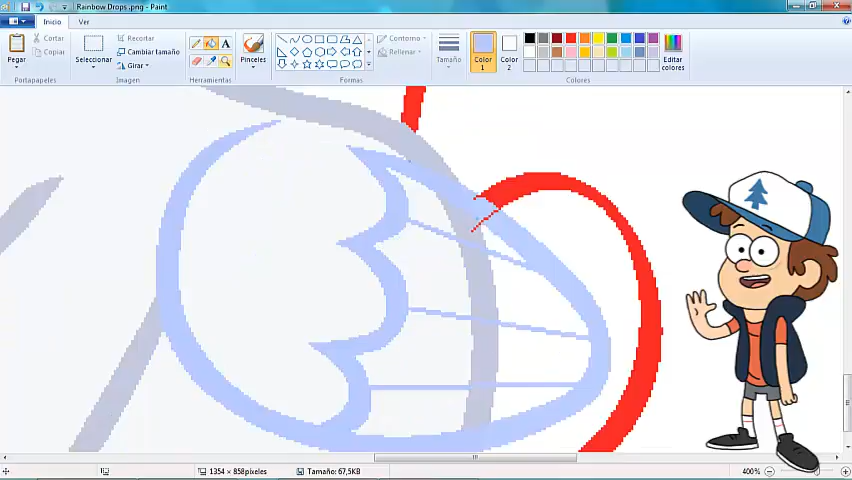 Rainbow Drops .png - Paint
Inicio Ver
Pegar
Cortar
Copiar
Portapapeles
Seleccionar
Recortar
Cambiar tamaño
Girar
Imagen
A
Herramientas
Pinceles
Contorno
Rellenar
Formas
Tamaño
Color 1
Color 2
Editar colores
Colores
1354 × 858píxeles
Tamaño: 67,5KB
400%